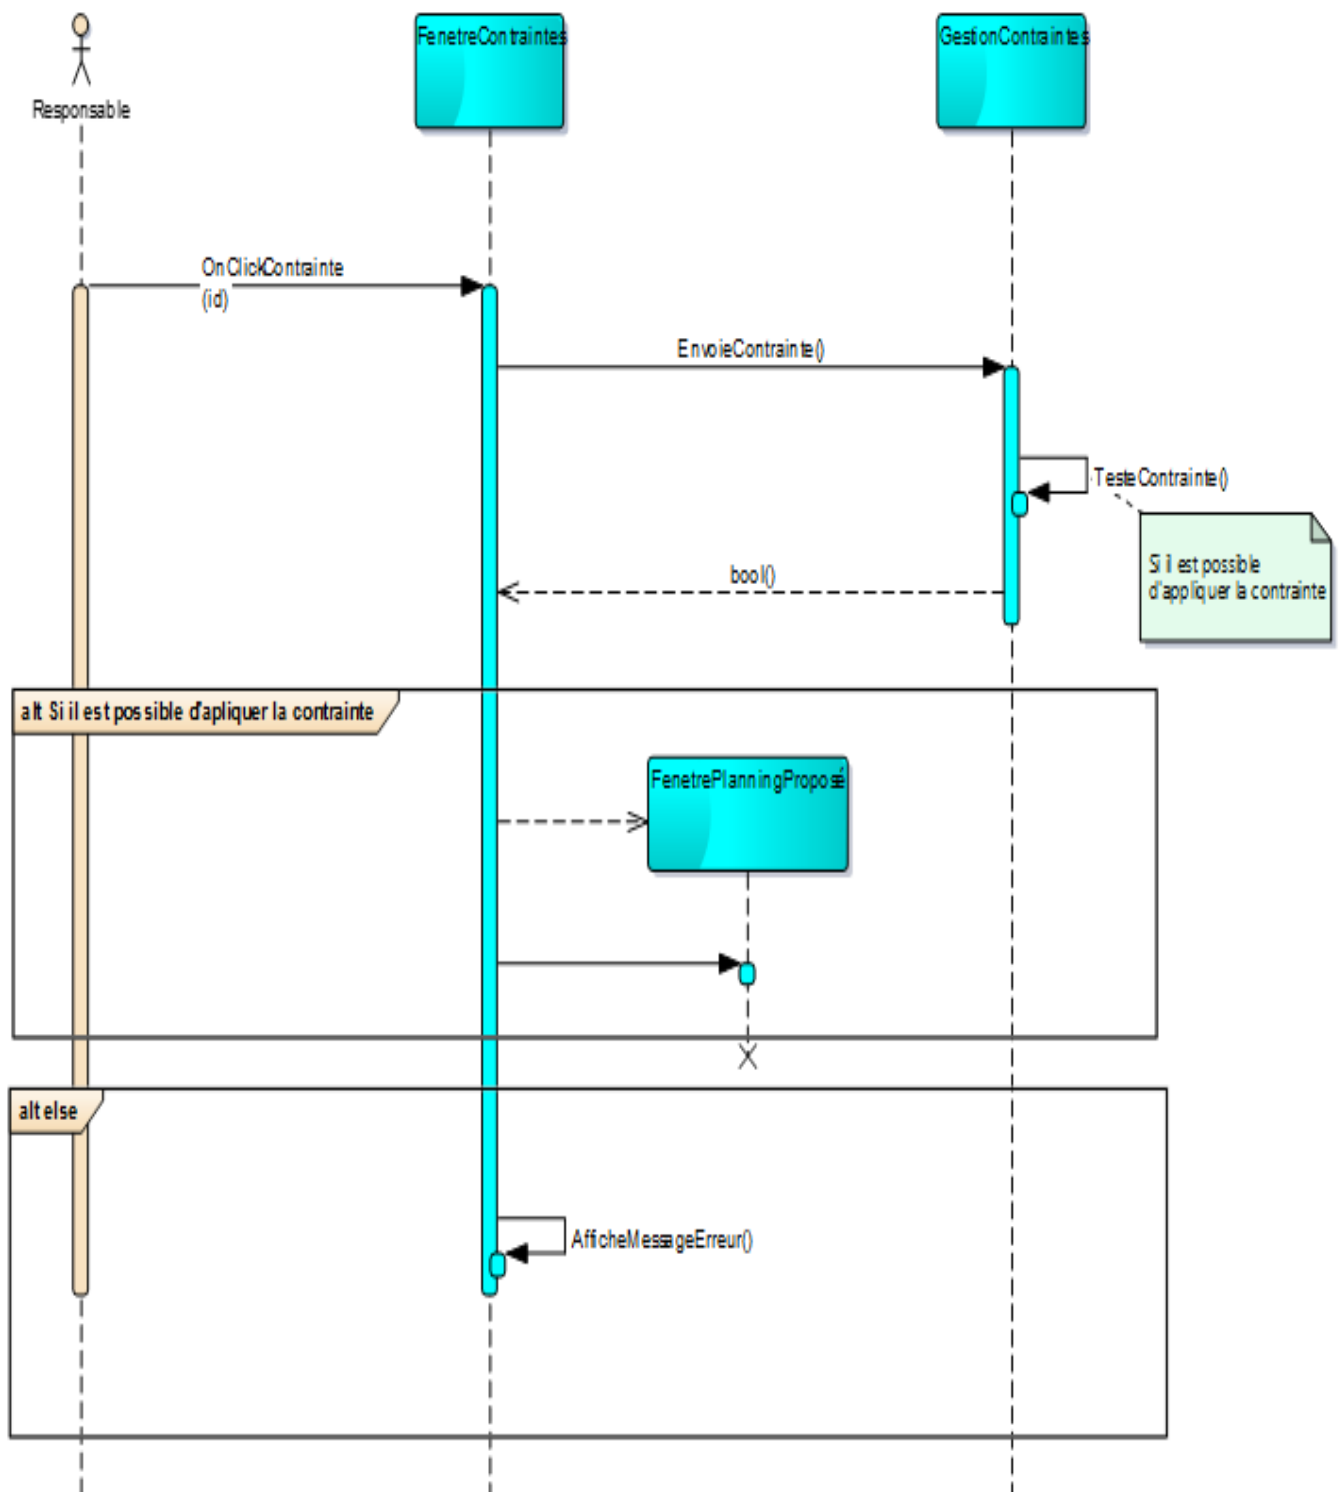 Responsable
FenetreContraintes
GestionContraintes
OnClickContrainte
(id)
EnvoieContrainte()
TesteContrainte()
Si il est possible
d'appliquer la contrainte
bool()
alt Si il est possible d'apliquer la contrainte
FenetrePlanningProposé
alt else
AfficheMessageErreur()